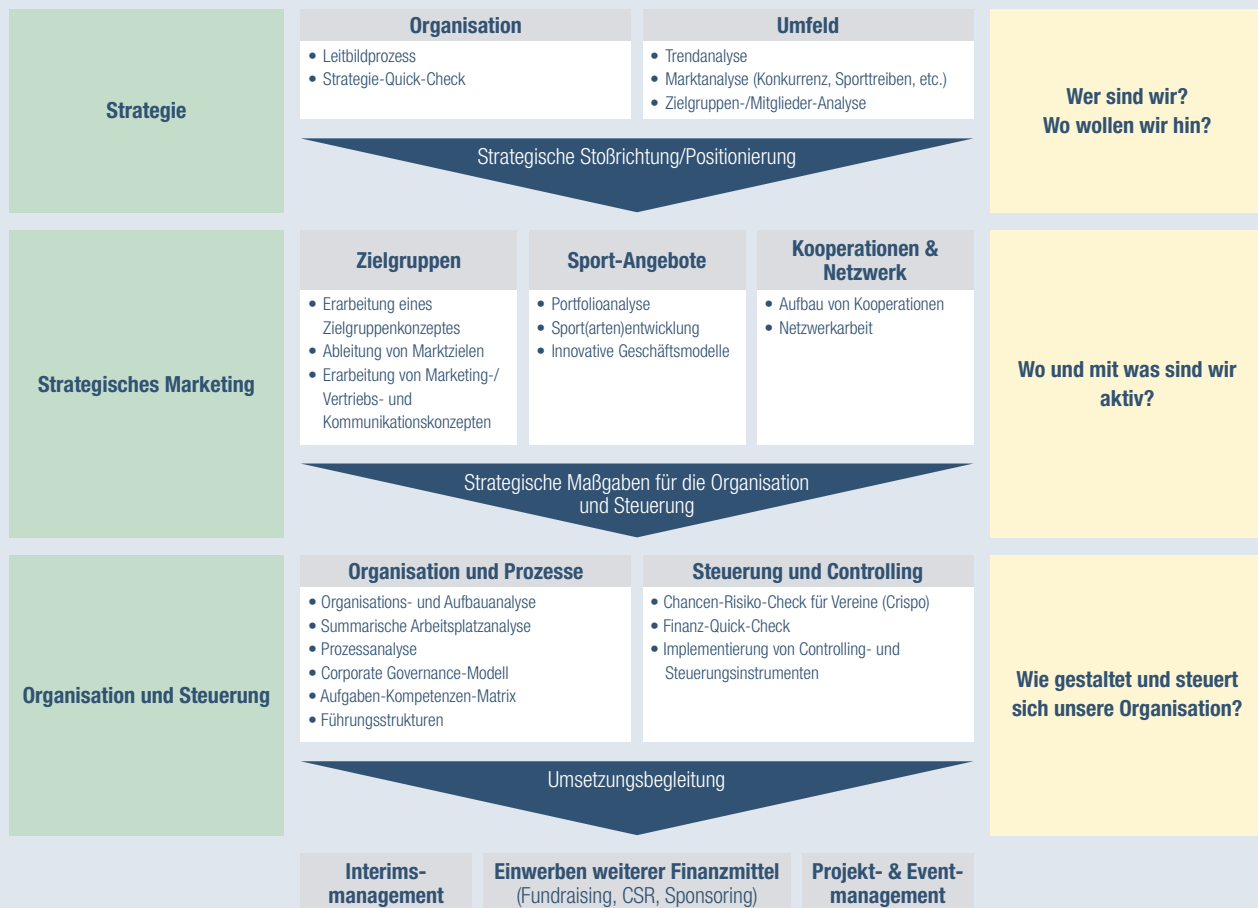 Strategie
Organisation
• Leitbildprozess
• Strategie-Quick-Check
Umfeld
• Trendanalyse
• Marktanalyse (Konkurrenz, Sporttreiben, etc.)
• Zielgruppen-/Mitglieder-Analyse
Strategische Stoßrichtung/Positionierung
Wer sind wir?
Wo wollen wir hin?
Strategisches Marketing
Zielgruppen
• Erarbeitung eines
Zielgruppenkonzeptes
• Ableitung von Marktzielen
• Erarbeitung von Marketing-/
Vertriebs- und
Kommunikationskonzepten
Sport-Angebote
• Portfolioanalyse
• Sport(arten)entwicklung
• Innovative Geschäftsmodelle
Kooperationen &
Netzwerk
• Aufbau von Kooperationen
• Netzwerkarbeit
Strategische Maßgaben für die Organisation
und Steuerung
Wo und mit was sind wir
aktiv?
Organisation und Steuerung
Organisation und Prozesse
• Organisations- und Aufbauanalyse
• Summarische Arbeitsplatzanalyse
• Prozessanalyse
• Corporate Governance-Modell
• Aufgaben-Kompetenzen-Matrix
• Führungsstrukturen
Steuerung und Controlling
• Chancen-Risiko-Check für Vereine (Crispo)
• Finanz-Quick-Check
• Implementierung von Controlling- und
Steuerungsinstrumenten
Umsetzungsbegleitung
Wie gestaltet und steuert
sich unsere Organisation?
Interims-
management
Einwerben weiterer Finanzmittel
(Fundraising, CSR, Sponsoring)
Projekt- & Event-
management